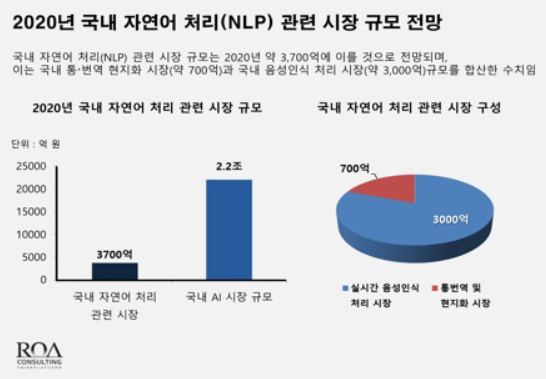 2020년 국내 자연어 처리(NLP) 관련 시장 규모 전망
국내 자연어 처리(NLP) 관련 시장 규모는 2020년 약 3,700억에 이를 것으로 전망되며,
이는 국내 통·번역 현지화 시장(약 700억)과 국내 음성인식 처리 시장(약 3,000억)규모를 합산한 수치임
2020년 국내 자연어 처리 관련 시장 규모
단위 : 억 원
25000
20000
15000
10000
5000
0
3700억
2.2조
국내 자연어 처리
관련 시장
국내 AI 시장 규모
국내 자연어 처리 관련 시장 구성
700억
3000억
실시간 음성인식
처리 시장
통번역 및
현지화 시장
ROA
CONSULTING
THINKPLATFORM